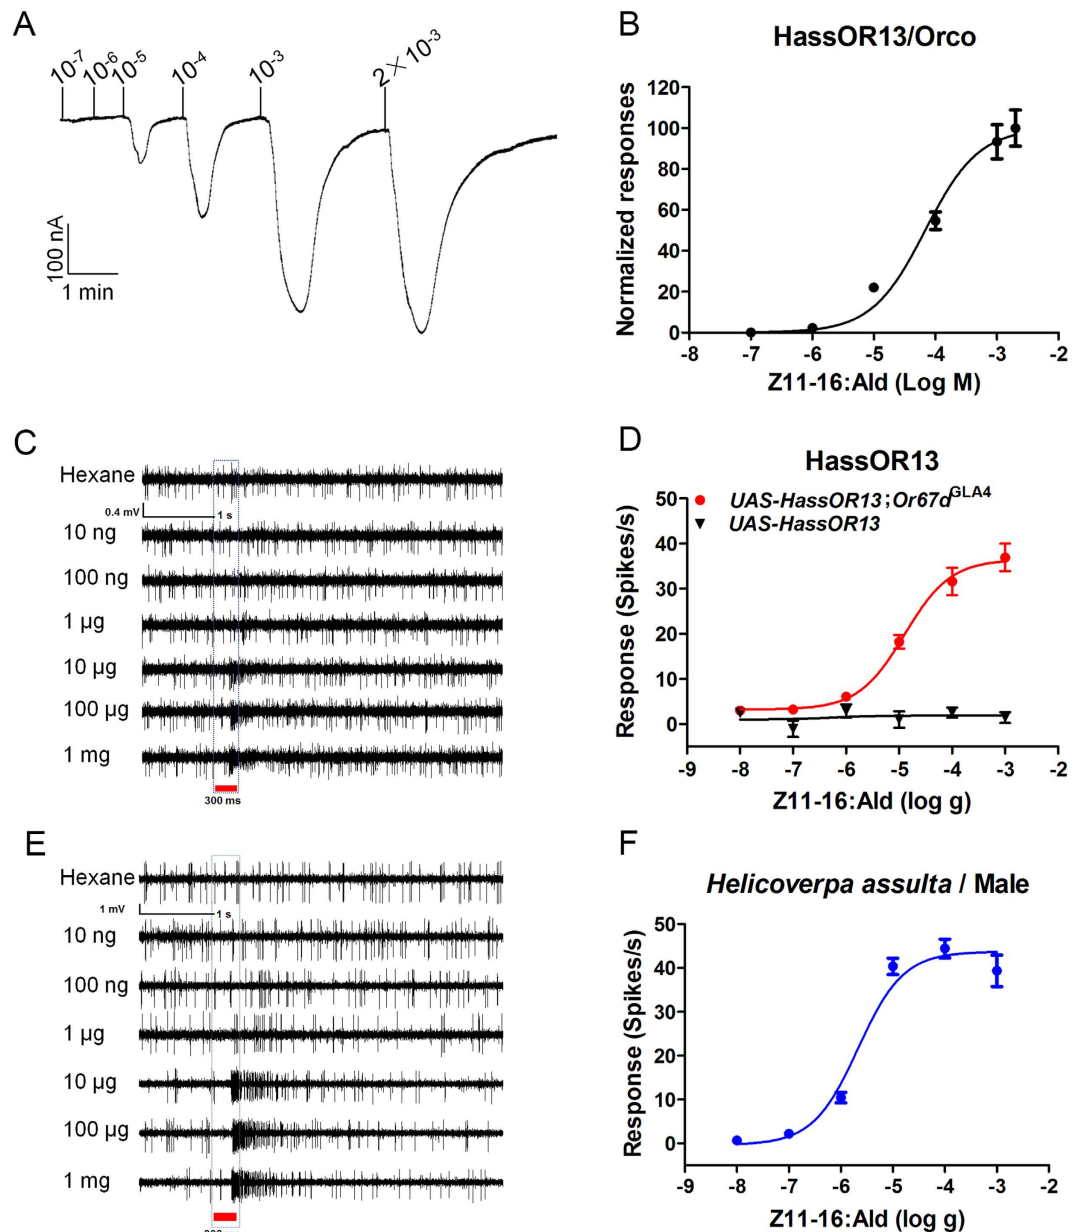 A
10-7
10-6
10-5
10-4
10-3
2 × 10-3
100 nA
1 min
B
HassOR13/Orco
Normalized responses
120
100
80
60
40
20
0
-8 -7 -6 -5 -4 -3 -2
Z11-16:Ald (Log M)
C
Hexane
0.4 mV
1 s
10 ng
100 ng
1 µg
10 µg
100 µg
1 mg
300 ms
D
HassOR13
UAS-HassOR13;Or67dGLA4
UAS-HassOR13
Response (Spikes/s)
50
40
30
20
10
0
-9 -8 -7 -6 -5 -4 -3 -2
Z11-16:Ald (log g)
E
Hexane
1 mV
1 s
10 ng
100 ng
1 µg
10 µg
100 µg
1 mg
F
Helicoverpa assulta / Male
Response (Spikes/s)
50
40
30
20
10
0
-9 -8 -7 -6 -5 -4 -3 -2
Z11-16:Ald (log g)